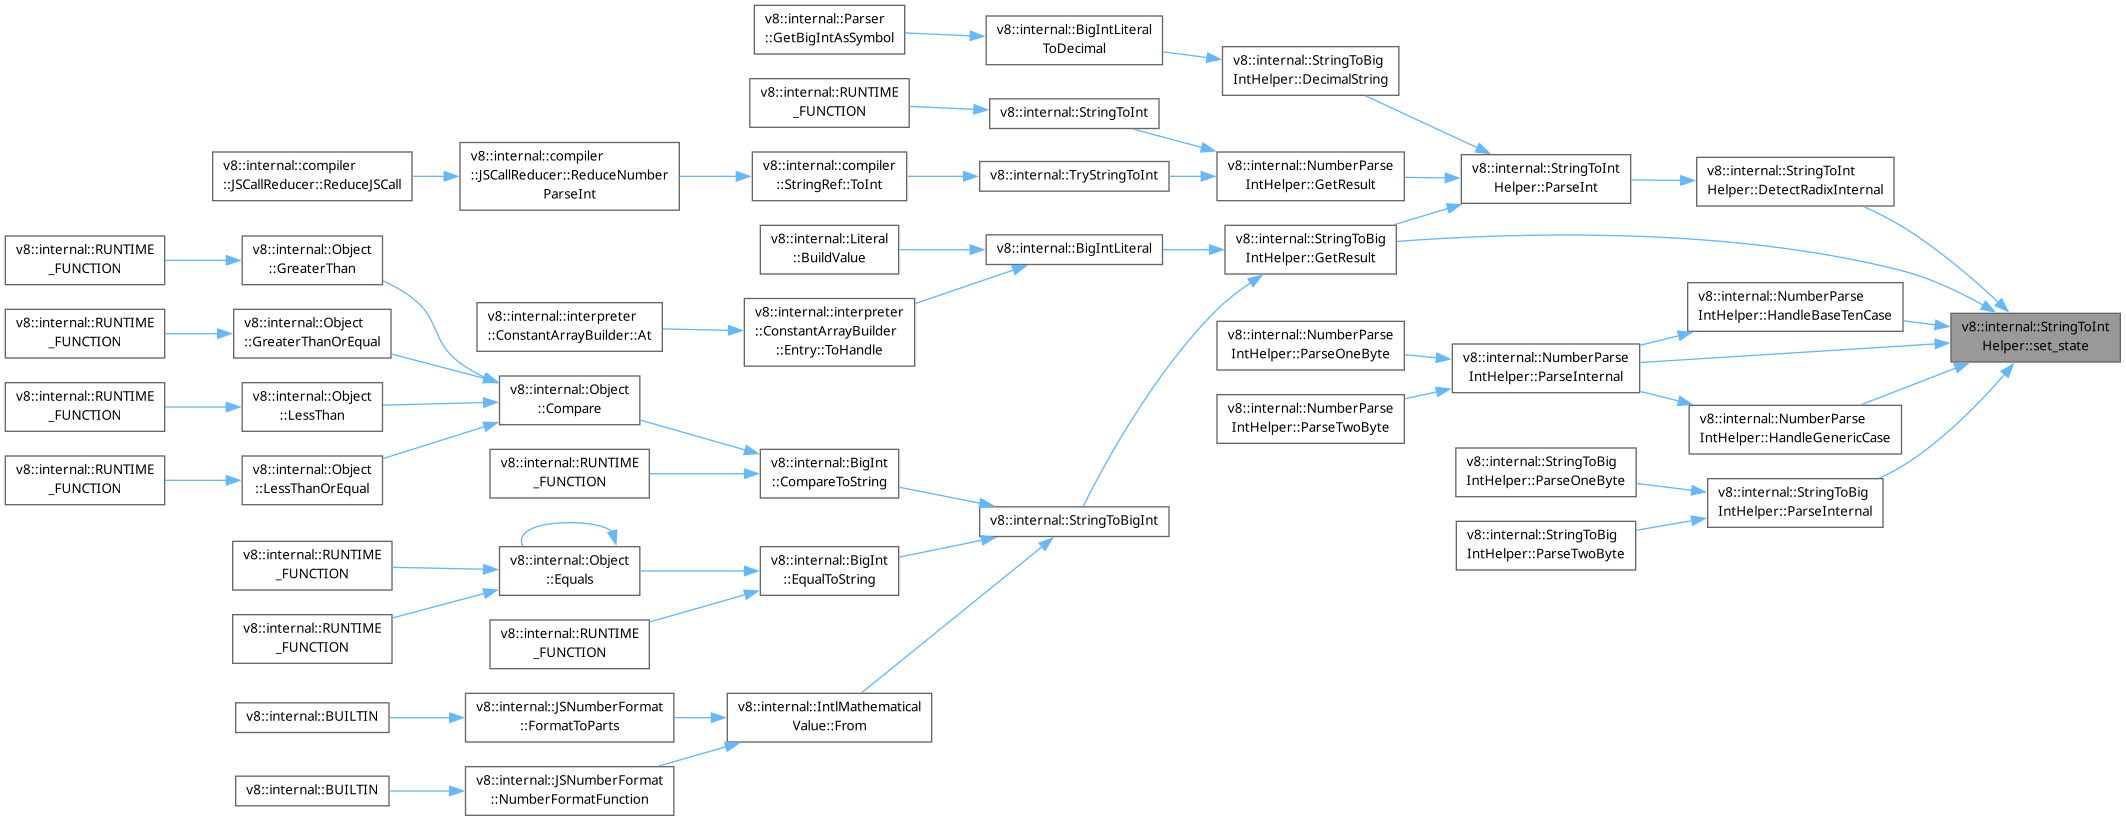 v8::internal::Parser
::GetBigIntAsSymbol
v8::internal::BigIntLiteral
ToDecimal
v8::internal::StringToBig
IntHelper::DecimalString
v8::internal::RUNTIME
_FUNCTION
v8::internal::StringToInt
v8::internal::compiler
::JSCallReducer::ReduceJSCall
v8::internal::compiler
::JSCallReducer::ReduceNumber
ParseInt
v8::internal::compiler
::StringRef::ToInt
v8::internal::TryStringToInt
v8::internal::NumberParse
IntHelper::GetResult
v8::internal::StringToInt
Helper::ParseInt
v8::internal::StringToInt
Helper::DetectRadixInternal
v8::internal::RUNTIME
_FUNCTION
v8::internal::Object
::GreaterThan
v8::internal::Literal
::BuildValue
v8::internal::BigIntLiteral
v8::internal::StringToBig
IntHelper::GetResult
v8::internal::RUNTIME
_FUNCTION
v8::internal::Object
::GreaterThanOrEqual
v8::internal::interpreter
::ConstantArrayBuilder::At
v8::internal::interpreter
::ConstantArrayBuilder
::Entry::ToHandle
v8::internal::NumberParse
IntHelper::ParseOneByte
v8::internal::NumberParse
IntHelper::HandleBaseTenCase
v8::internal::StringToInt
Helper::set_state
v8::internal::NumberParse
IntHelper::ParseInternal
v8::internal::RUNTIME
_FUNCTION
v8::internal::Object
::LessThan
v8::internal::Object
::Compare
v8::internal::NumberParse
IntHelper::ParseTwoByte
v8::internal::NumberParse
IntHelper::HandleGenericCase
v8::internal::RUNTIME
_FUNCTION
v8::internal::Object
::LessThanOrEqual
v8::internal::RUNTIME
_FUNCTION
v8::internal::BigInt
::CompareToString
v8::internal::StringToBig
IntHelper::ParseOneByte
v8::internal::StringToBig
IntHelper::ParseInternal
v8::internal::StringToBigInt
v8::internal::StringToBig
IntHelper::ParseTwoByte
v8::internal::RUNTIME
_FUNCTION
v8::internal::Object
::Equals
v8::internal::BigInt
::EqualToString
v8::internal::RUNTIME
_FUNCTION
v8::internal::RUNTIME
_FUNCTION
v8::internal::BUILTIN
v8::internal::JSNumberFormat
::FormatToParts
v8::internal::IntlMathematical
Value::From
v8::internal::BUILTIN
v8::internal::JSNumberFormat
::NumberFormatFunction